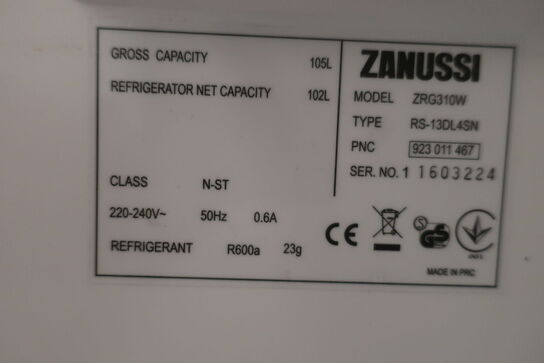 GROSS CAPACITY 105L
REFRIGERATOR NET CAPACITY 102L
CLASS N-ST
220-240V~ 50Hz 0.6A
REFRIGERANT R600a 23g
ZANUSSI
MODEL ZRG310W
TYPE RS-13DL4SN
PNC 923 011 467
SER. NO. 1 1603224
CE
GS
MADE IN PRC